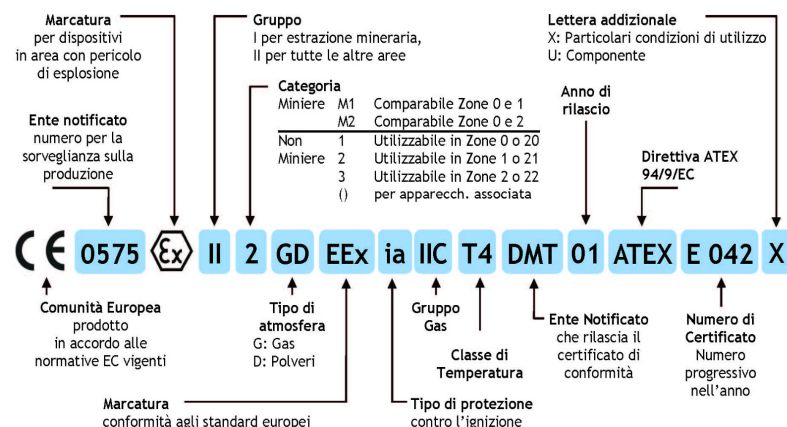 Marcatura
per dispositivi
in area con pericolo
di esplosione
Gruppo
I per estrazione mineraria,
II per tutte le altre aree
Lettera addizionale
X: Particolari condizioni di utilizzo
U: Componente
Ente notificato
numero per la
sorveglianza sulla
produzione
Categoria
Miniere M1 Comparabile Zone 0 e 1
M2 Comparabile Zone 0 e 2
Non 1 Utilizzabile in Zone 0 o 20
Miniere 2 Utilizzabile in Zone 1 o 21
3 Utilizzabile in Zone 2 o 22
() per apparecch. associata
Anno di
rilascio
Direttiva ATEX
94/9/EC
CE 0575 Ex II 2 GD EEx ia IIC T4 DMT 01 ATEX E 042 X
Comunità Europea
prodotto
in accordo alle
normative EC vigenti
Tipo di
atmosfera
G: Gas
D: Polveri
Gruppo
Gas
Classe di
Temperatura
Ente Notificato
che rilascia il
certificato di
conformità
Numero di
Certificato
Numero
progressivo
nell'anno
Marcatura
conformità agli standard europei
Tipo di protezione
contro l'ignizione